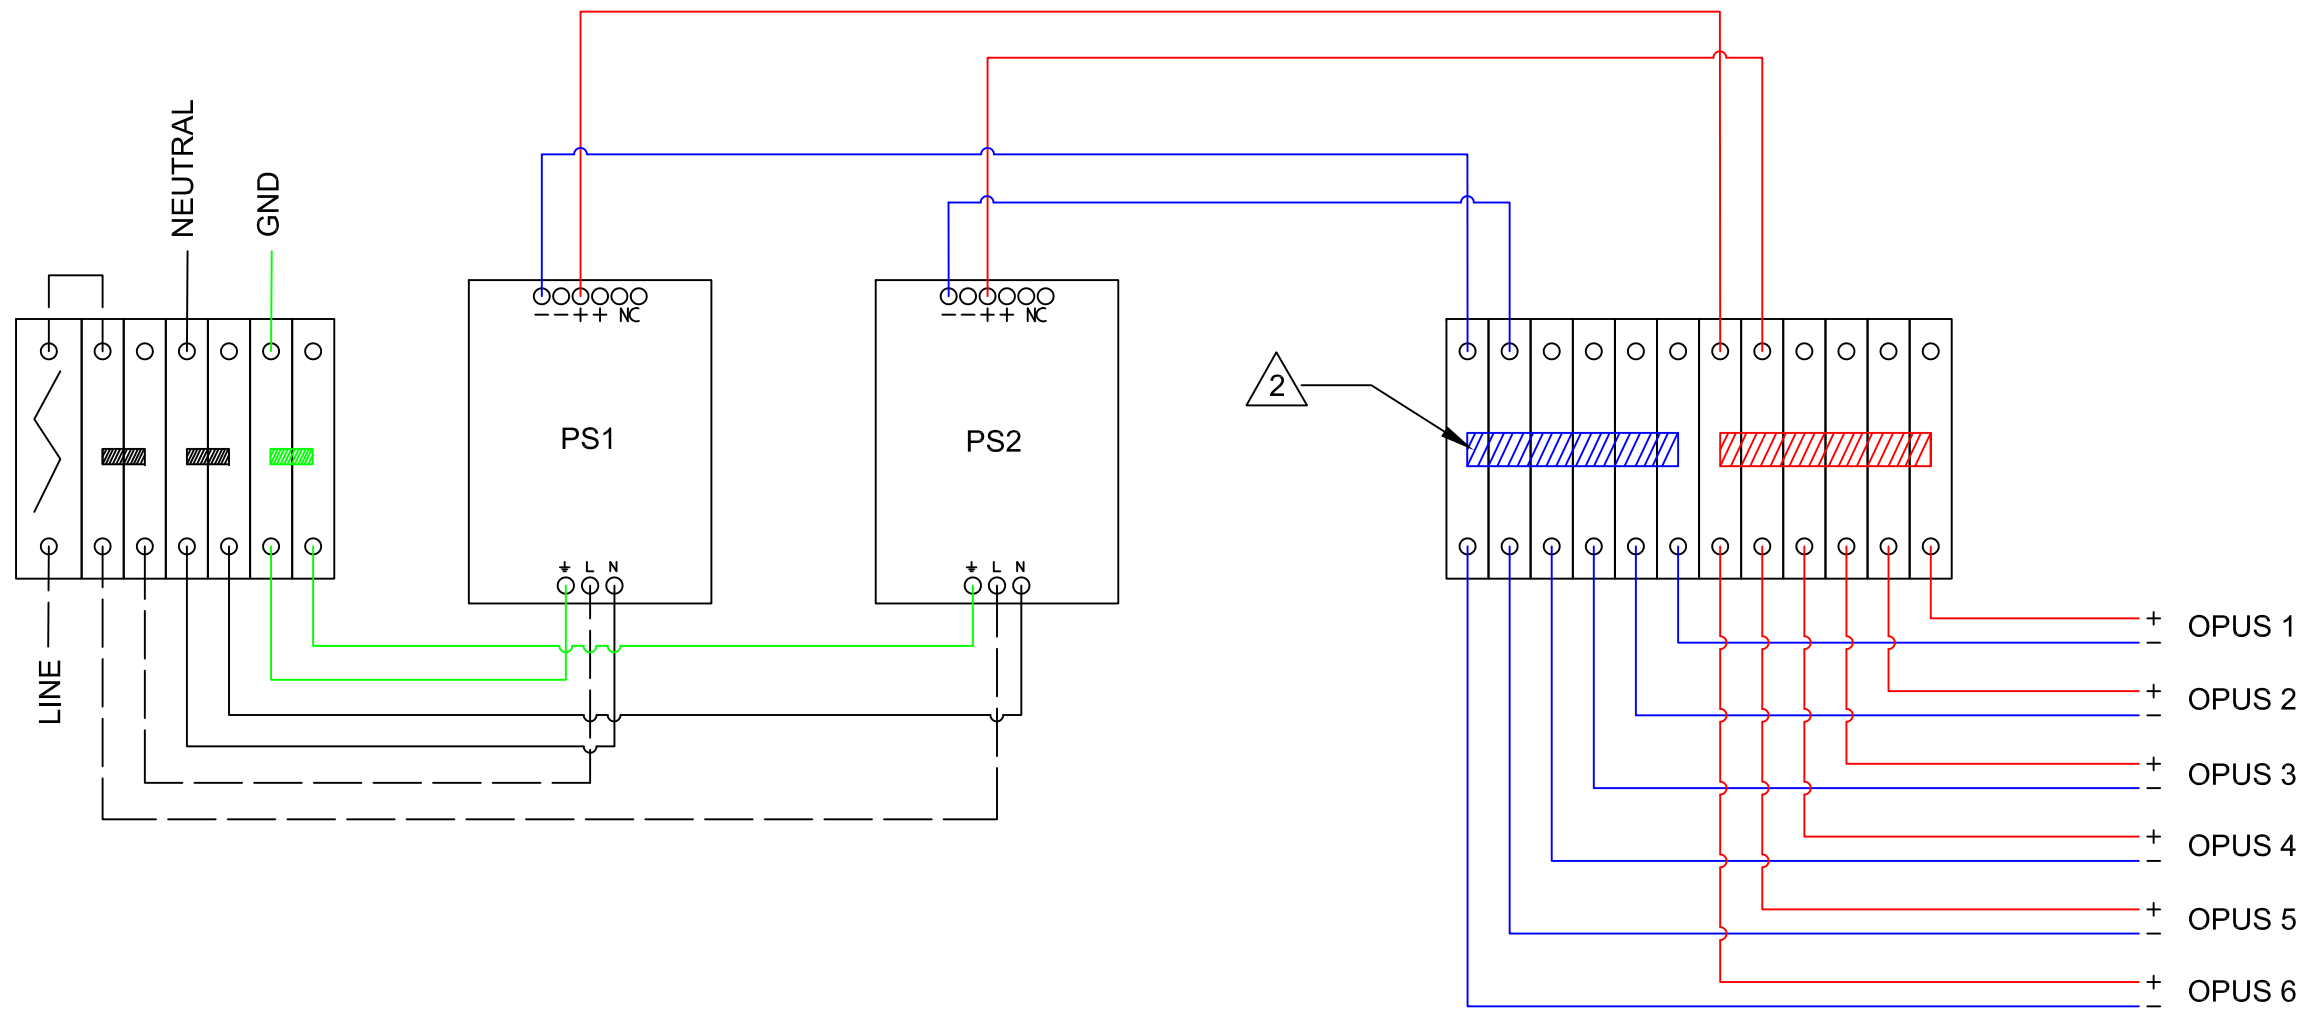 NEUTRAL
GND
LINE
− − + + NC
PS1
⏚ L N
− − + + NC
PS2
⏚ L N
2
+
− OPUS 1
+
− OPUS 2
+
− OPUS 3
+
− OPUS 4
+
− OPUS 5
+
− OPUS 6